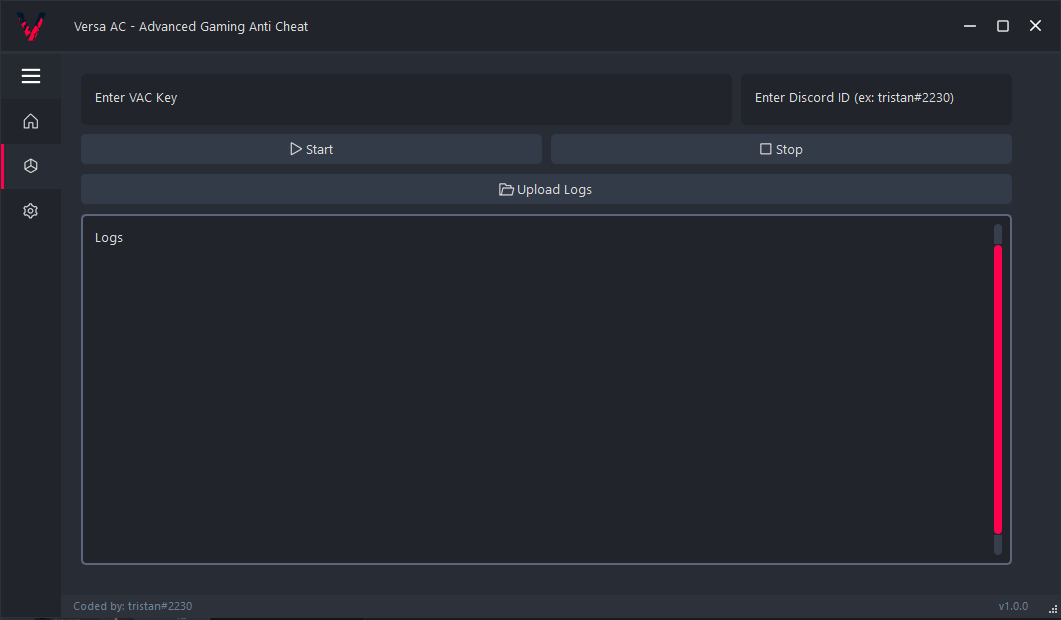 Versa AC - Advanced Gaming Anti Cheat
Enter VAC Key
Enter Discord ID (ex: tristan#2230)
Start
Stop
Upload Logs
Logs
Coded by: tristan#2230
v1.0.0